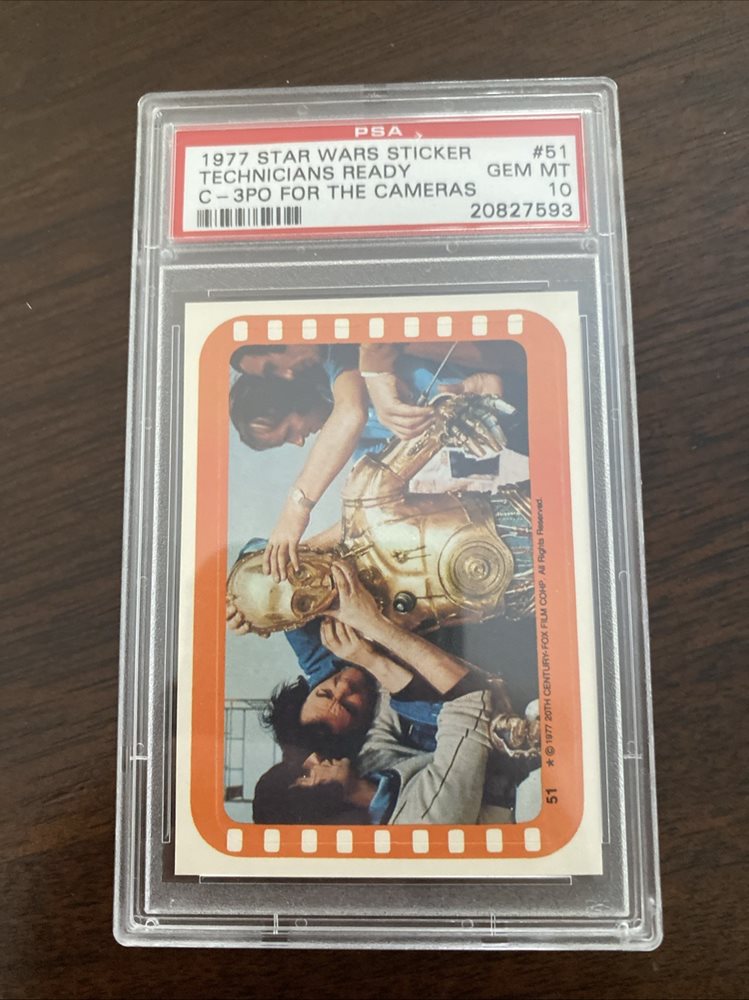 PSA
1977 STAR WARS STICKER #51
TECHNICIANS READY GEM MT
C-3PO FOR THE CAMERAS 10
20827593
51 ★ © 1977 20TH CENTURY-FOX FILM CORP. All Rights Reserved.